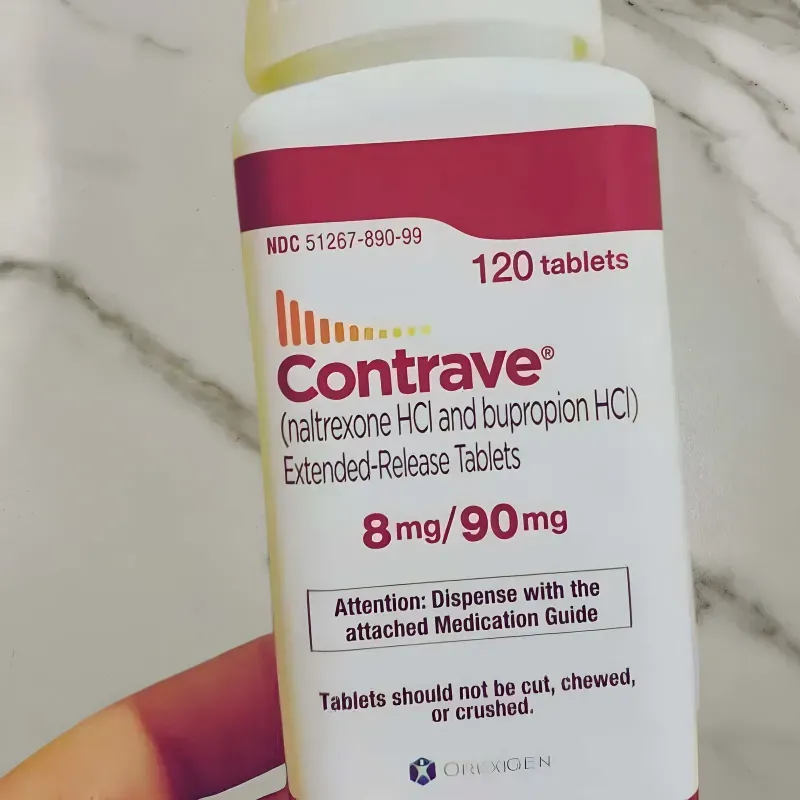 NDC 51267-890-99
120 tablets
Contrave®
(naltrexone HCl and bupropion HCl)
Extended-Release Tablets
8 mg/90 mg
Attention: Dispense with the
attached Medication Guide
Tablets should not be cut, chewed,
or crushed.
OREXIGEN